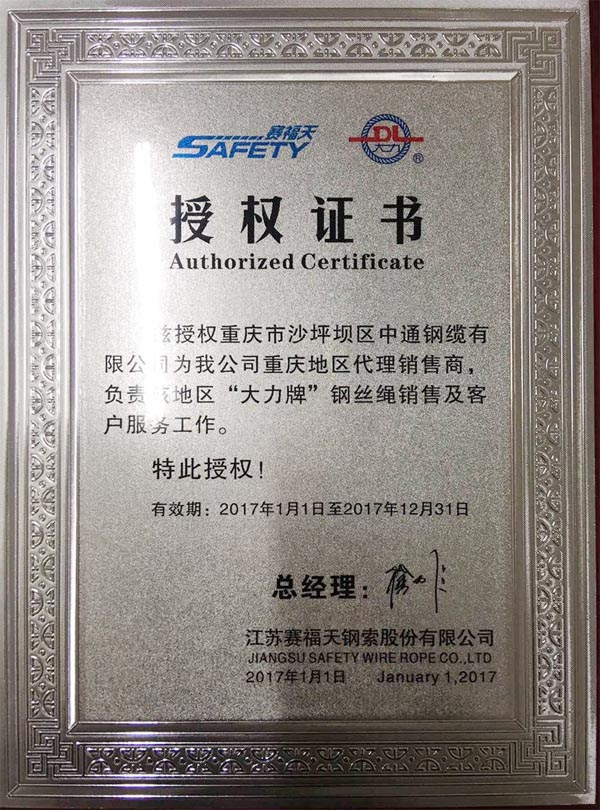 赛福天
SAFETY
DL
大力
®
授权证书
Authorized Certificate
兹授权重庆市沙坪坝区中通钢缆有
限公司为我公司重庆地区代理销售商，
负责该地区“大力牌”钢丝绳销售及客
户服务工作。
特此授权！
有效期：2017年1月1日至2017年12月31日
总经理：
江苏赛福天钢索股份有限公司
JIANGSU SAFETY WIRE ROPE CO.,LTD
2017年1月1日 January 1,2017